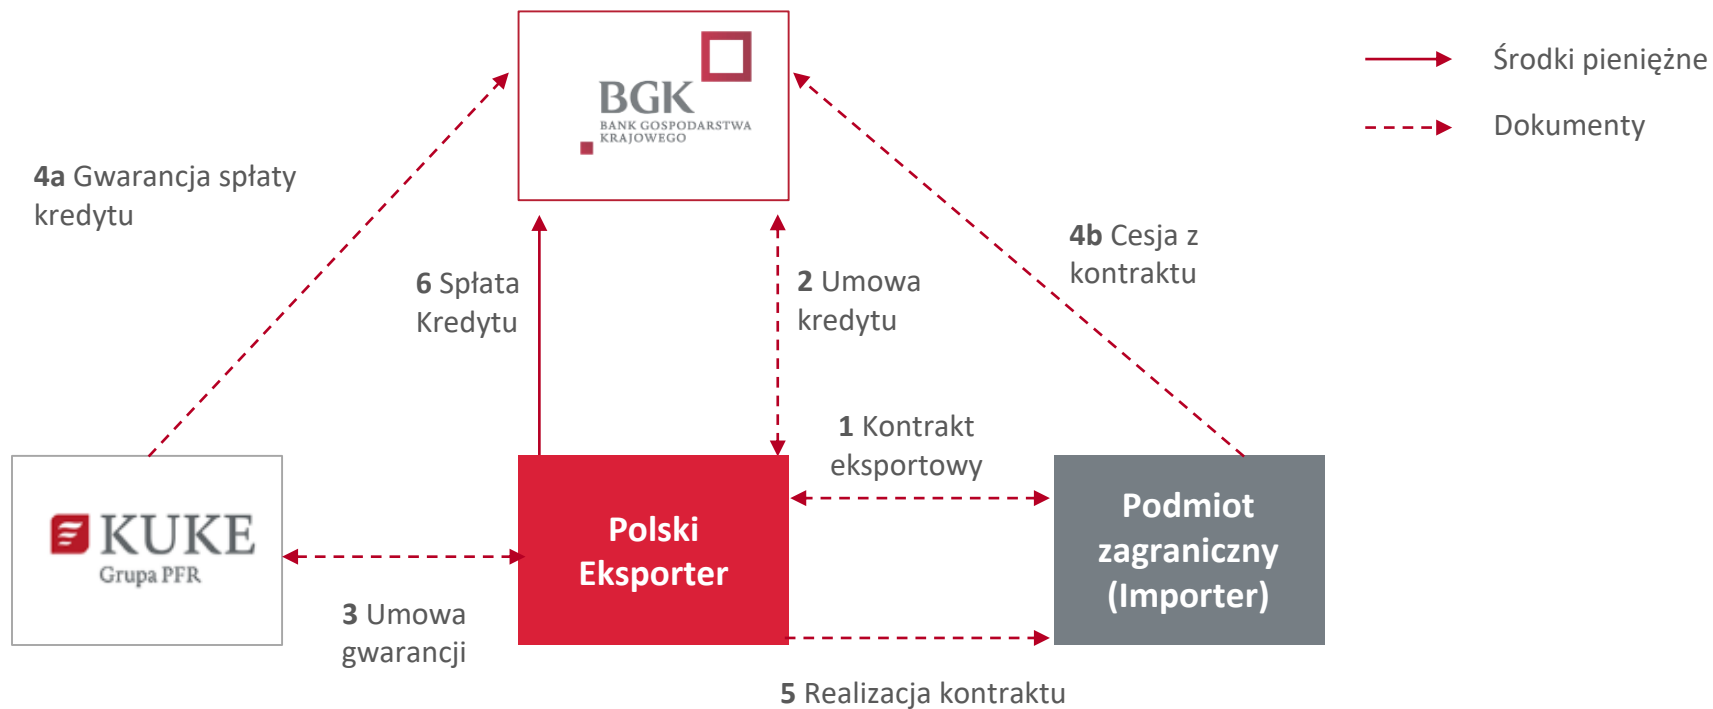 BGK
BANK GOSPODARSTWA
KRAJOWEGO
Środki pieniężne
Dokumenty
4a Gwarancja spłaty
kredytu
4b Cesja z
kontraktu
6 Spłata
Kredytu
2 Umowa
kredytu
1 Kontrakt
eksportowy
KUKE
Grupa PFR
Polski
Eksporter
Podmiot
zagraniczny
(Importer)
3 Umowa
gwarancji
5 Realizacja kontraktu